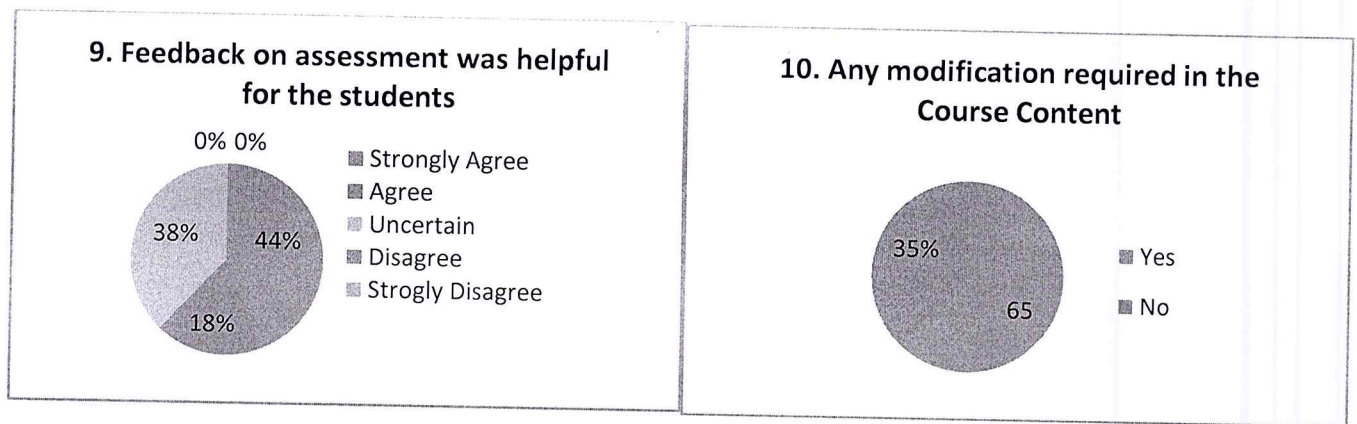 9. Feedback on assessment was helpful
for the students
0% 0%
38%
44%
18%
Strongly Agree
Agree
Uncertain
Disagree
Strogly Disagree
10. Any modification required in the
Course Content
35%
65
Yes
No